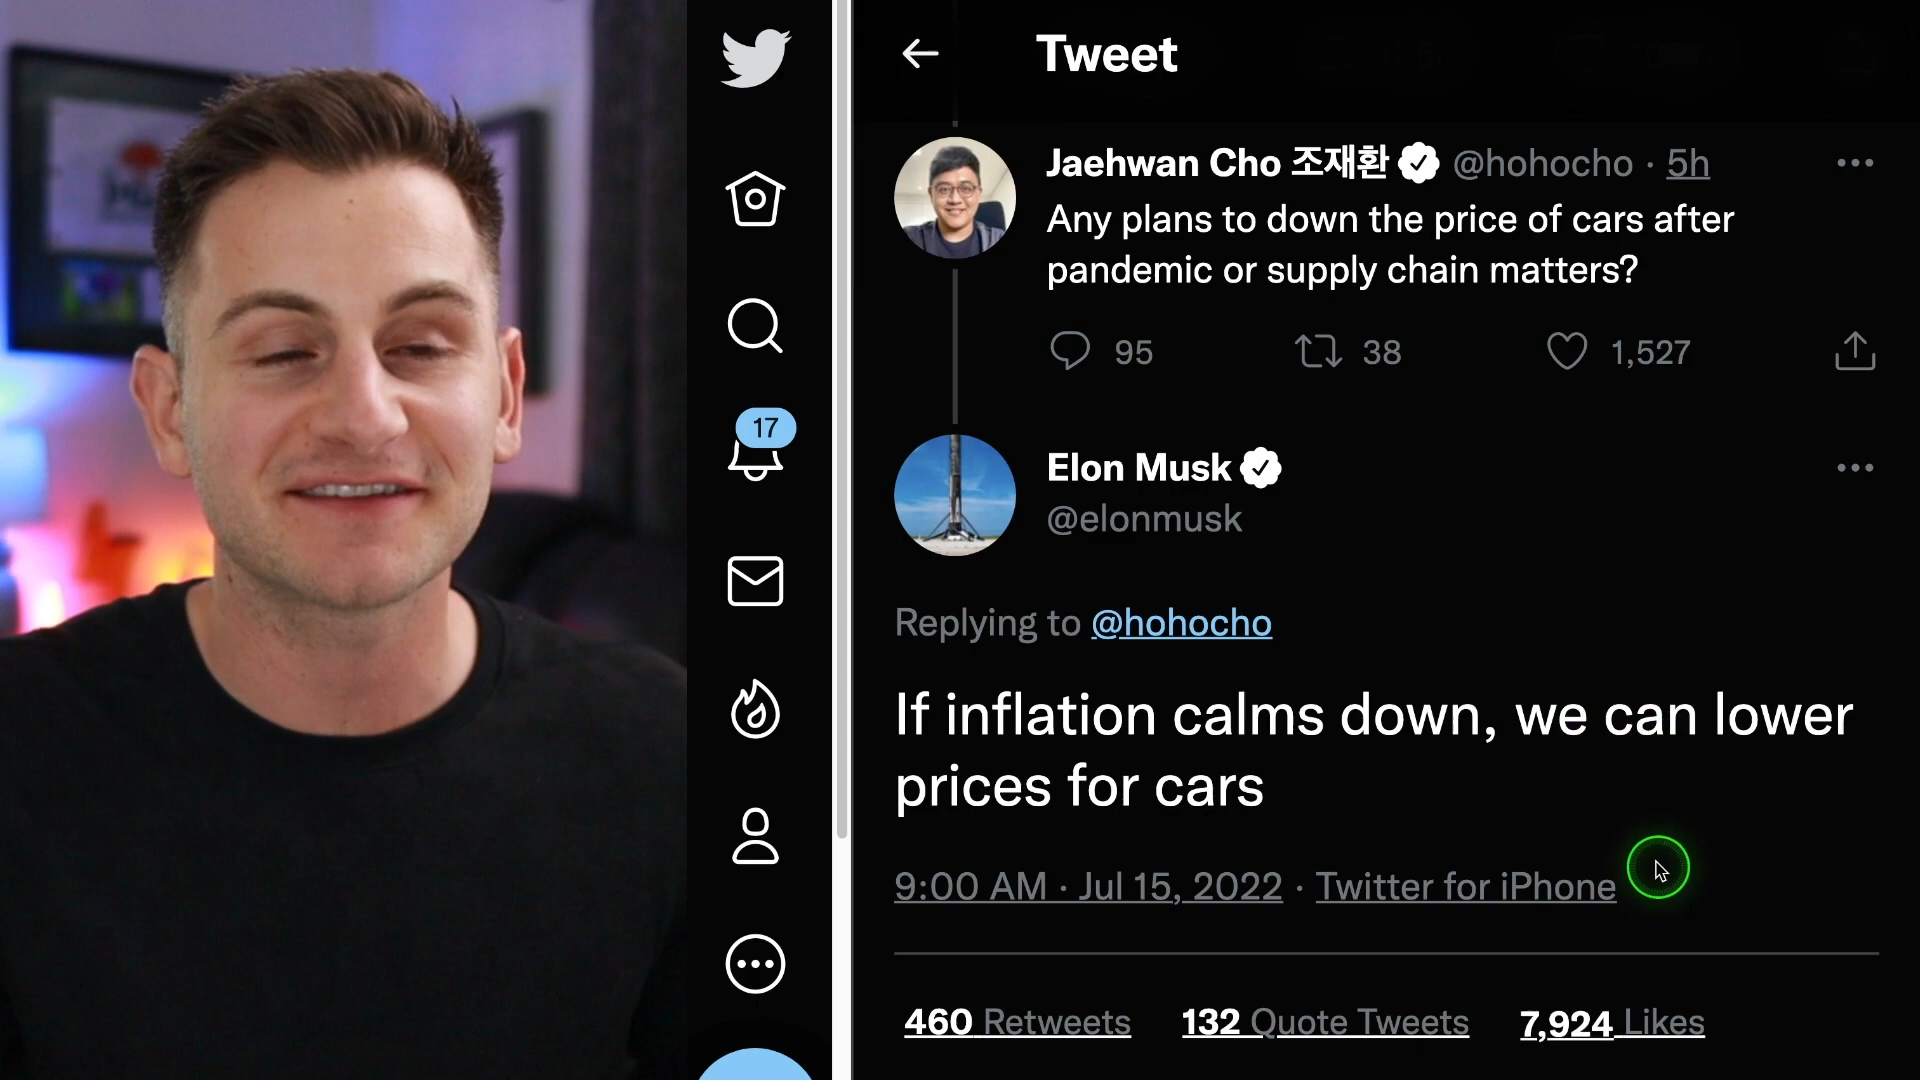 Tweet
Jaehwan Cho 조재환 @hohocho · 5h
Any plans to down the price of cars after
pandemic or supply chain matters?
95 38 1,527
17
Elon Musk
@elonmusk
Replying to @hohocho
If inflation calms down, we can lower
prices for cars
9:00 AM · Jul 15, 2022 · Twitter for iPhone
460 Retweets 132 Quote Tweets 7,924 Likes